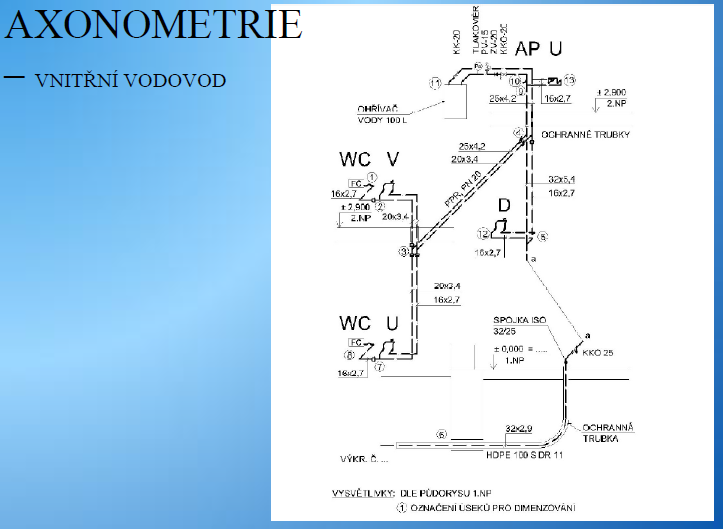 AXONOMETRIE
– VNITŘNÍ VODOVOD
KK-20
TLAKOMĚR
PV-15
ZV-20
KKO-20
AP U
11
10
13
9
25x4,2
16x2,7
± 2,900
2.NP
OHŘÍVAČ
VODY 100 L
OCHRANNÉ TRUBKY
4
25x4,2
20x3,4
PPR, PN 20
WC V
1
FC
16x2,7
2
± 2,900
2.NP
20x3,4
32x5,4
16x2,7
D
12
5
16x2,7
3
a
20x3,4
16x2,7
WC U
FC
8
7
16x2,7
SPOJKA ISO
32/25
a
± 0,000 = .....
1.NP
KKO 25
6
32x2,9
OCHRANNÁ
TRUBKA
HDPE 100 SDR 11
VÝKR. Č. ...
VYSVĚTLIVKY: DLE PŮDORYSU 1.NP
1 OZNAČENÍ ÚSEKŮ PRO DIMENZOVÁNÍ